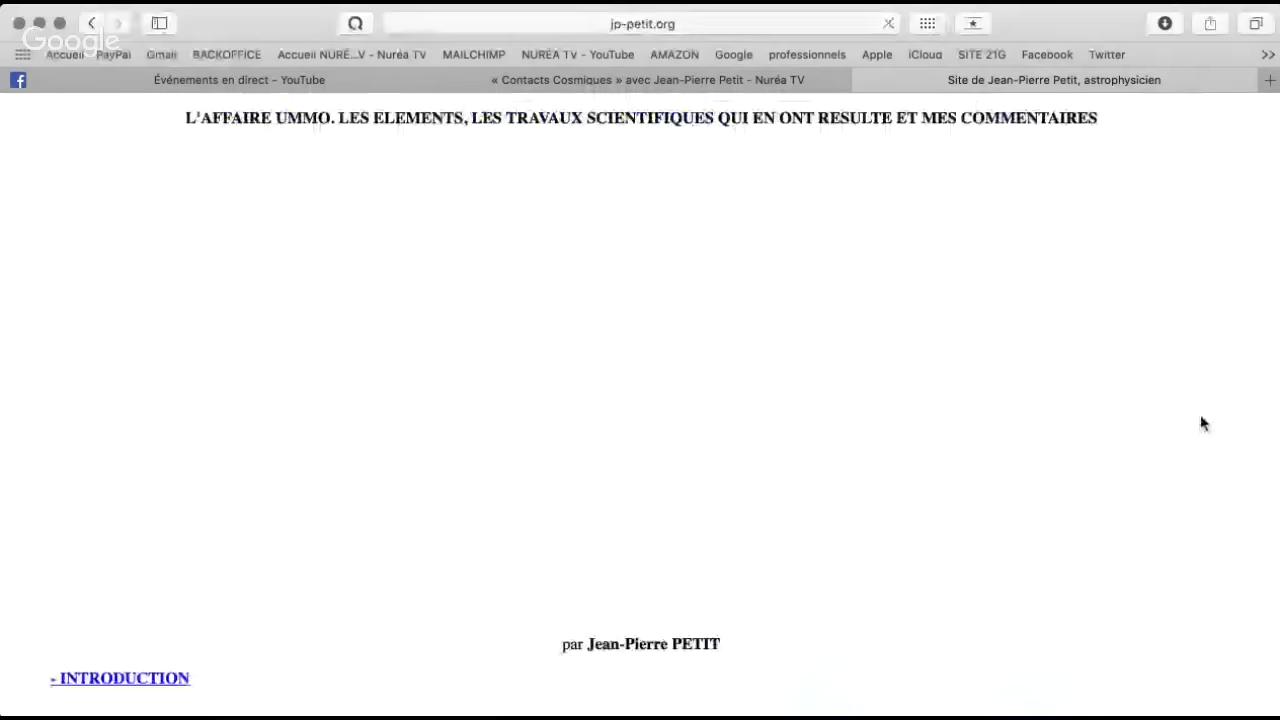 jp-petit.org
Google
Accueil PayPal Gmail BACKOFFICE Accueil NURÉ...V - Nuréa TV MAILCHIMP NURÉA TV - YouTube AMAZON Google professionnels Apple iCloud SITE 21G Facebook Twitter
Événements en direct - YouTube « Contacts Cosmiques » avec Jean-Pierre Petit - Nuréa TV Site de Jean-Pierre Petit, astrophysicien
L'AFFAIRE UMMO. LES ELEMENTS, LES TRAVAUX SCIENTIFIQUES QUI EN ONT RESULTE ET MES COMMENTAIRES
par Jean-Pierre PETIT
- INTRODUCTION